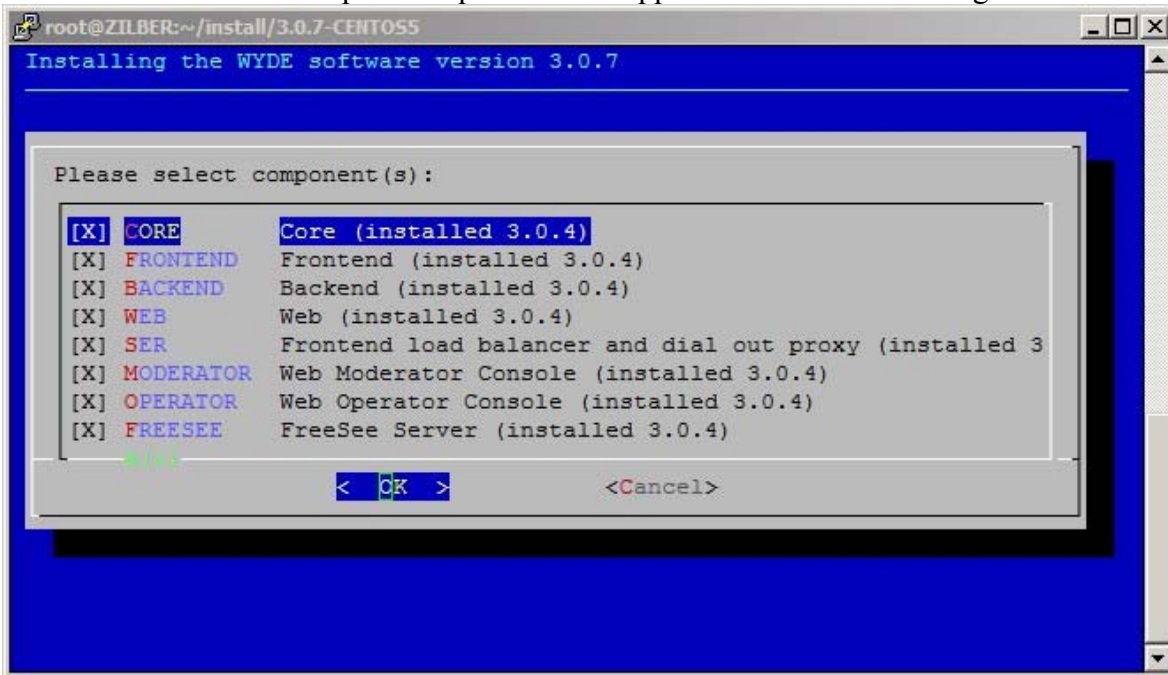 root@ZILBER:~/install/3.0.7-CENTOS5
Installing the WYDE software version 3.0.7
Please select component(s):
[X] CORE Core (installed 3.0.4)
[X] FRONTEND Frontend (installed 3.0.4)
[X] BACKEND Backend (installed 3.0.4)
[X] WEB Web (installed 3.0.4)
[X] SER Frontend load balancer and dial out proxy (installed 3
[X] MODERATOR Web Moderator Console (installed 3.0.4)
[X] OPERATOR Web Operator Console (installed 3.0.4)
[X] FREESEE FreeSee Server (installed 3.0.4)
< OK > <Cancel>